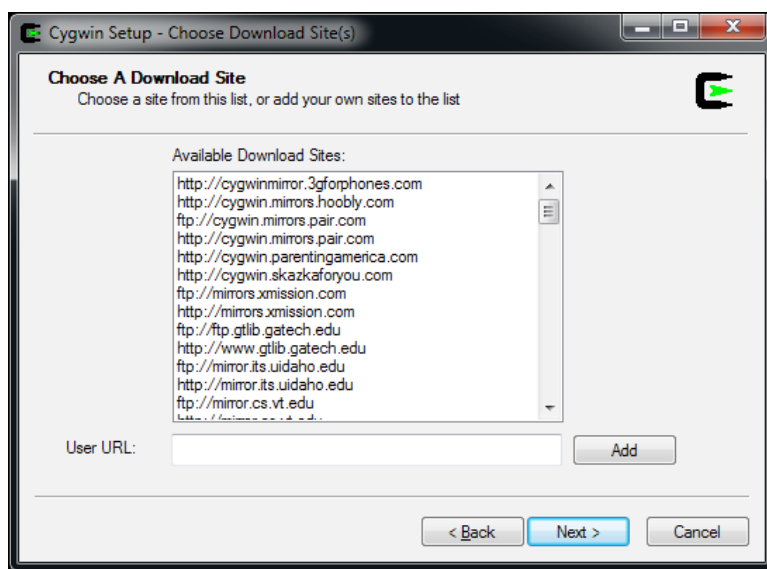 Cygwin Setup - Choose Download Site(s)
Choose A Download Site
Choose a site from this list, or add your own sites to the list
Available Download Sites:
http://cygwinmirror.3gforphones.com
http://cygwin.mirrors.hoobly.com
ftp://cygwin.mirrors.pair.com
http://cygwin.mirrors.pair.com
http://cygwin.parentingamerica.com
http://cygwin.skazkaforyou.com
ftp://mirrors.xmission.com
http://mirrors.xmission.com
ftp://ftp.gtlib.gatech.edu
http://www.gtlib.gatech.edu
ftp://mirror.its.uidaho.edu
http://mirror.its.uidaho.edu
ftp://mirror.cs.vt.edu
User URL:
Add
< Back
Next >
Cancel